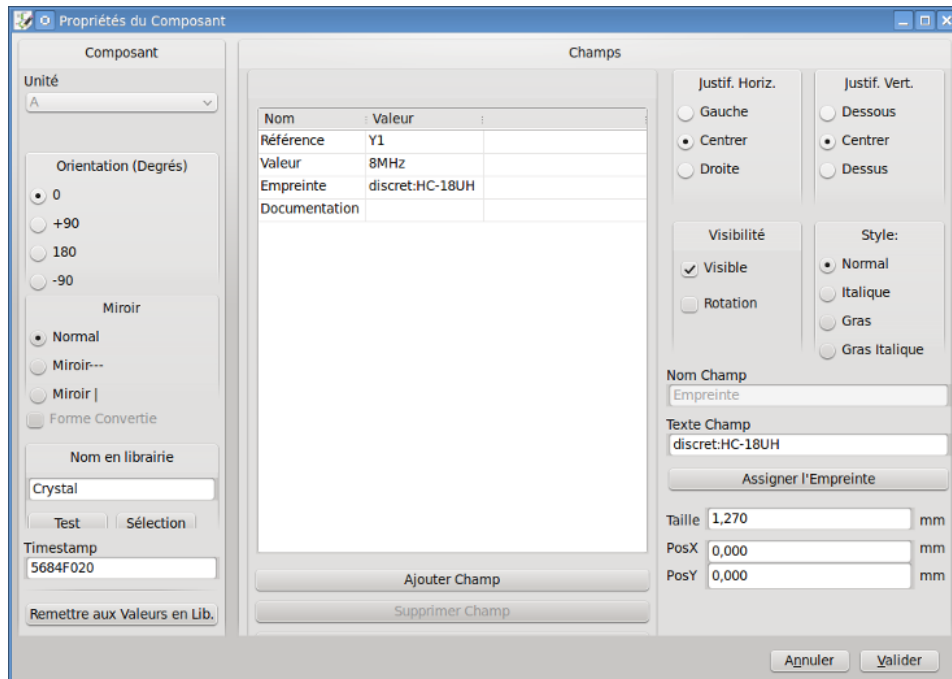 Propriétés du Composant
Composant
Unité
A
Orientation (Degrés)
0
+90
180
-90
Miroir
Normal
Miroir---
Miroir |
Forme Convertie
Nom en librairie
Crystal
Test Sélection
Timestamp
5684F020
Remettre aux Valeurs en Lib.
Champs
Nom Valeur
Référence Y1
Valeur 8MHz
Empreinte discret:HC-18UH
Documentation
Ajouter Champ
Supprimer Champ
Justif. Horiz.
Gauche
Centrer
Droite
Justif. Vert.
Dessous
Centrer
Dessus
Visibilité
Visible
Rotation
Style:
Normal
Italique
Gras
Gras Italique
Nom Champ
Empreinte
Texte Champ
discret:HC-18UH
Assigner l'Empreinte
Taille 1,270 mm
PosX 0,000 mm
PosY 0,000 mm
Annuler Valider